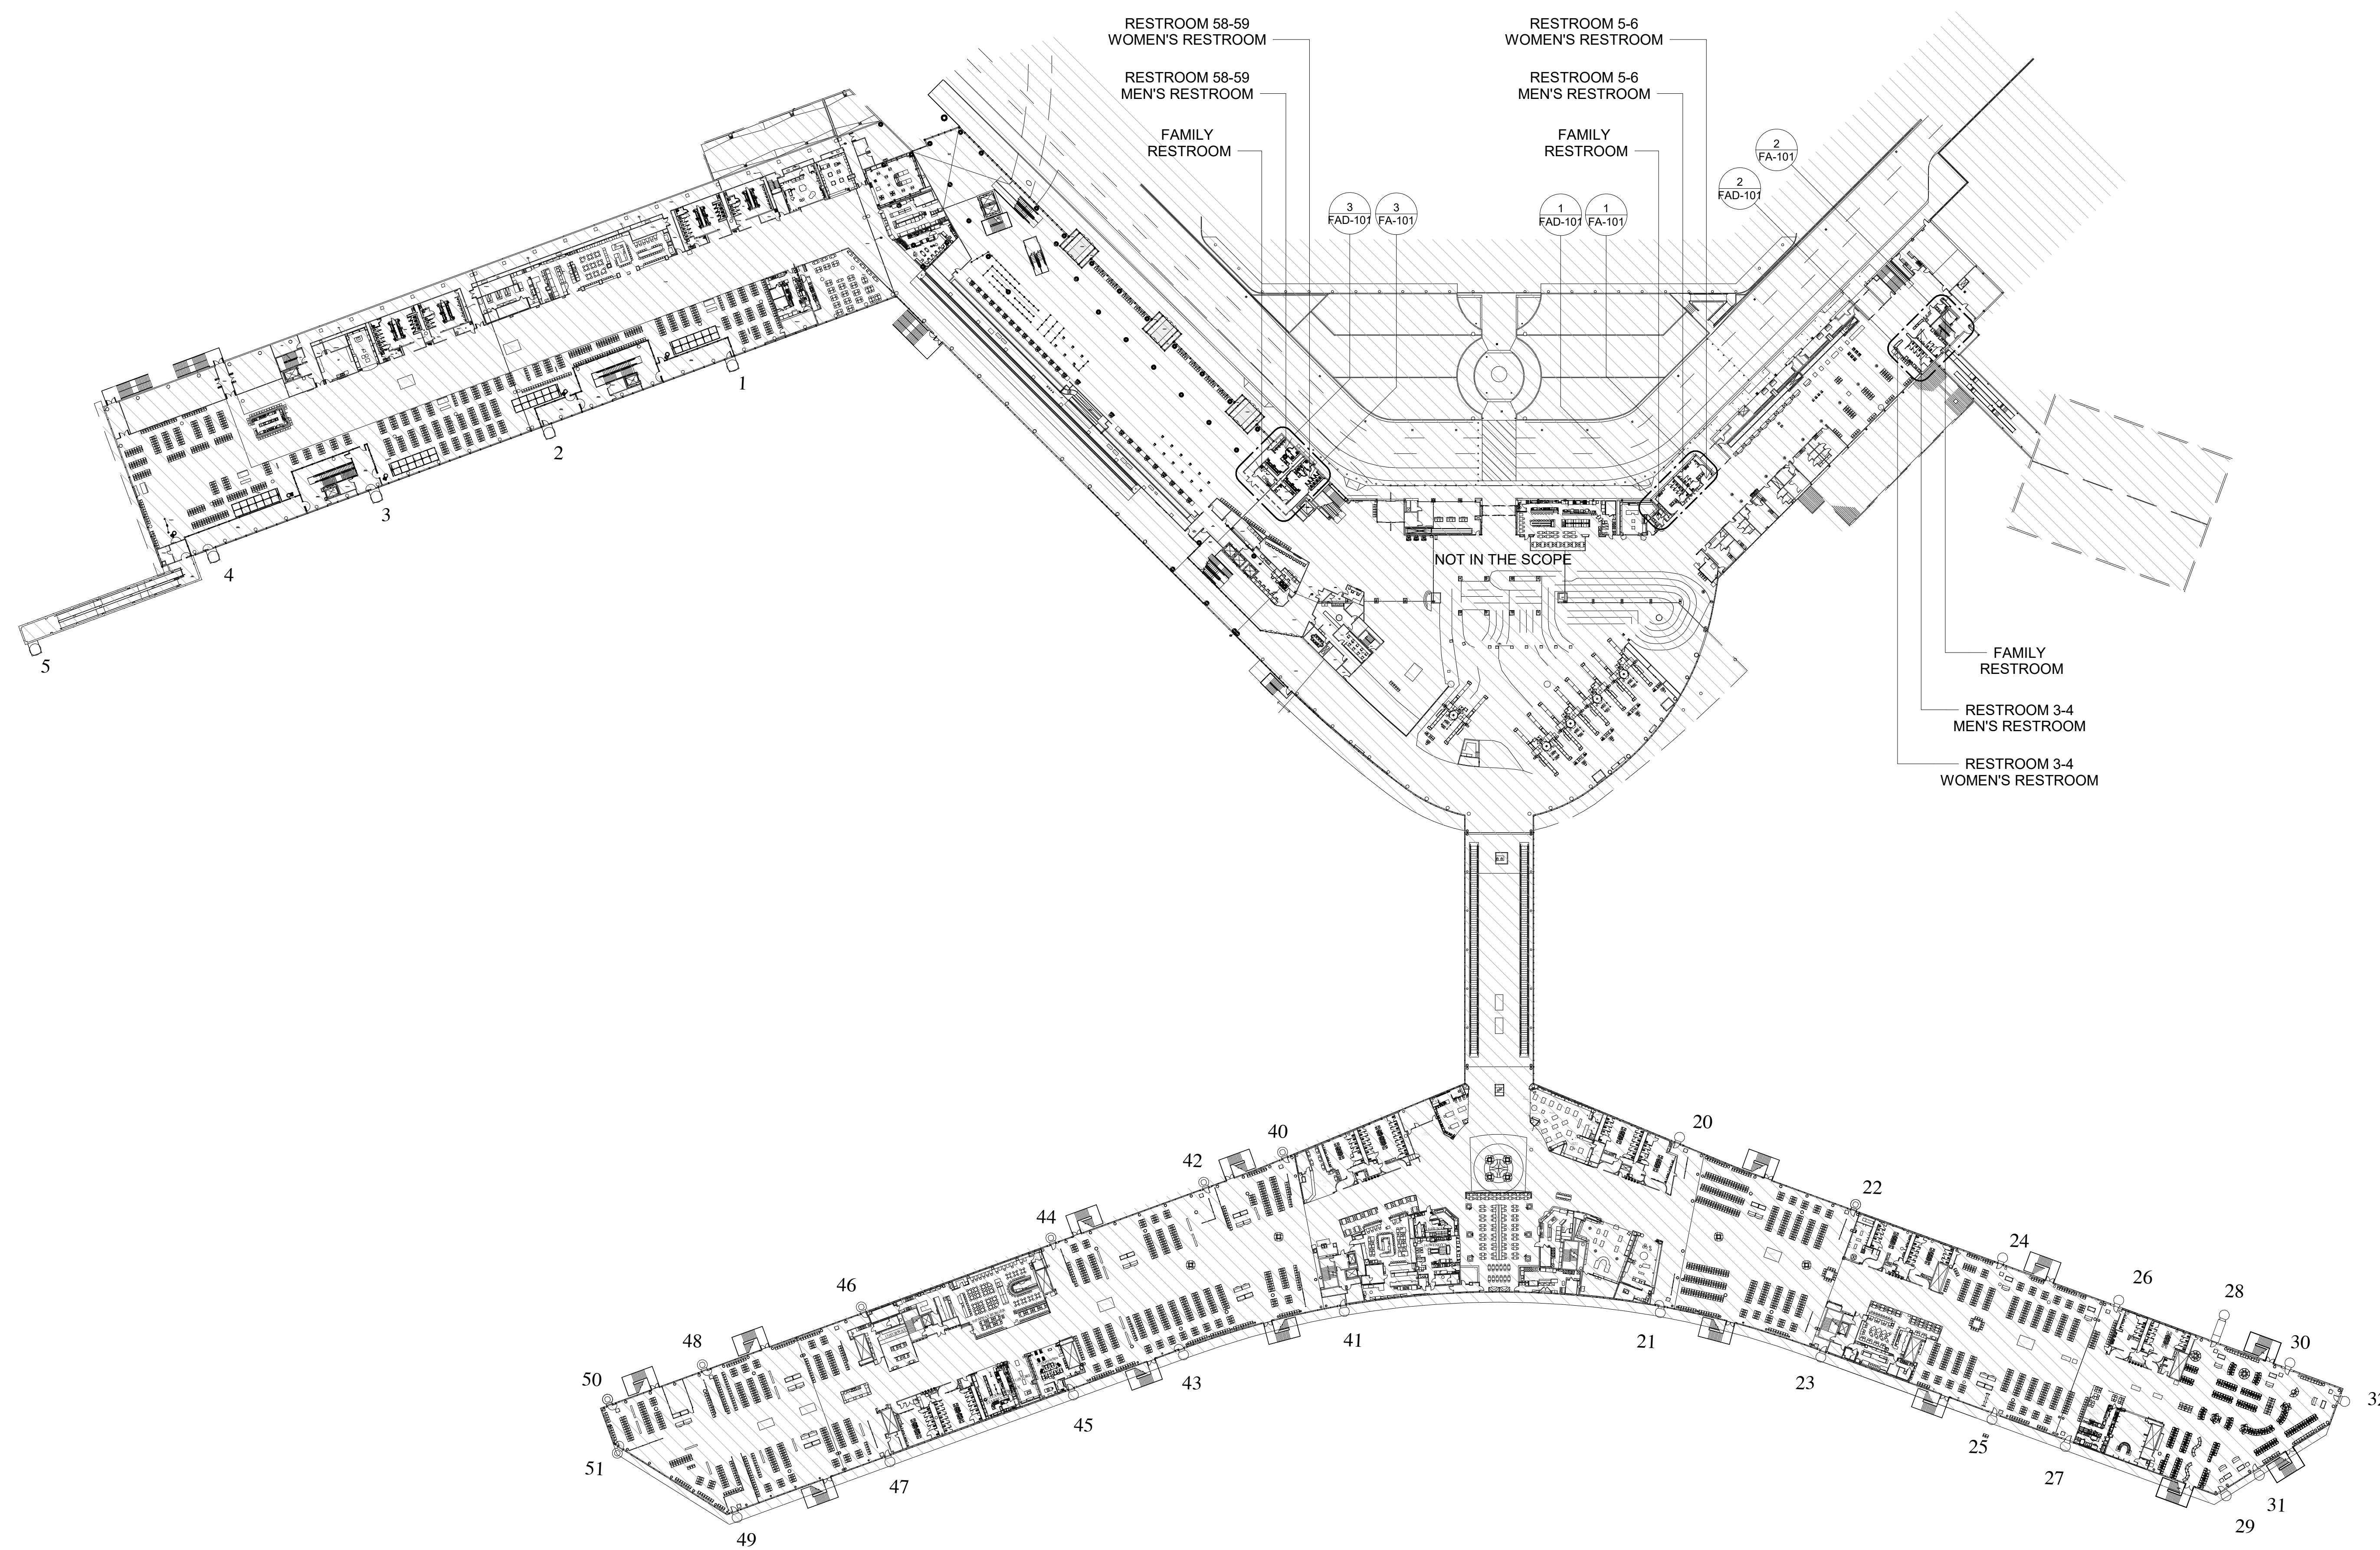 RESTROOM 58-59
WOMEN'S RESTROOM
RESTROOM 58-59
MEN'S RESTROOM
FAMILY
RESTROOM
RESTROOM 5-6
WOMEN'S RESTROOM
RESTROOM 5-6
MEN'S RESTROOM
FAMILY
RESTROOM
3
FAD-101
3
FA-101
1
FAD-101
1
FA-101
2
FAD-101
2
FA-101
NOT IN THE SCOPE
FAMILY
RESTROOM
RESTROOM 3-4
MEN'S RESTROOM
RESTROOM 3-4
WOMEN'S RESTROOM
1
2
3
4
5
40
42
44
46
48
50
51
49
47
45
43
41
20
22
24
26
28
30
32
21
23
25
27
29
31